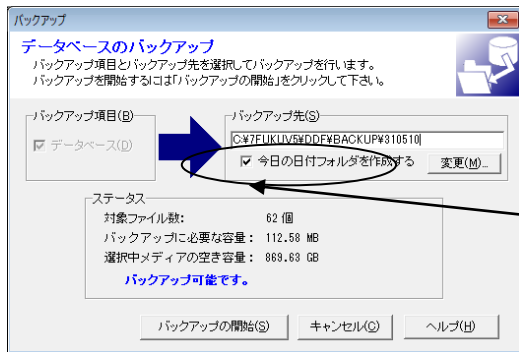 バックアップ
データベースのバックアップ
バックアップ項目とバックアップ先を選択してバックアップを行います。
バックアップを開始するには「バックアップの開始」をクリックして下さい。
バックアップ項目(B)
データベース(D)
バックアップ先(S)
C:¥7FUKUV5¥DDF¥BACKUP¥310510
今日の日付フォルダを作成する
変更(M)...
ステータス
対象ファイル数: 62 個
バックアップに必要な容量: 112.58 MB
選択中メディアの空き容量: 869.63 GB
バックアップ可能です。
バックアップの開始(S)
キャンセル(C)
ヘルプ(H)